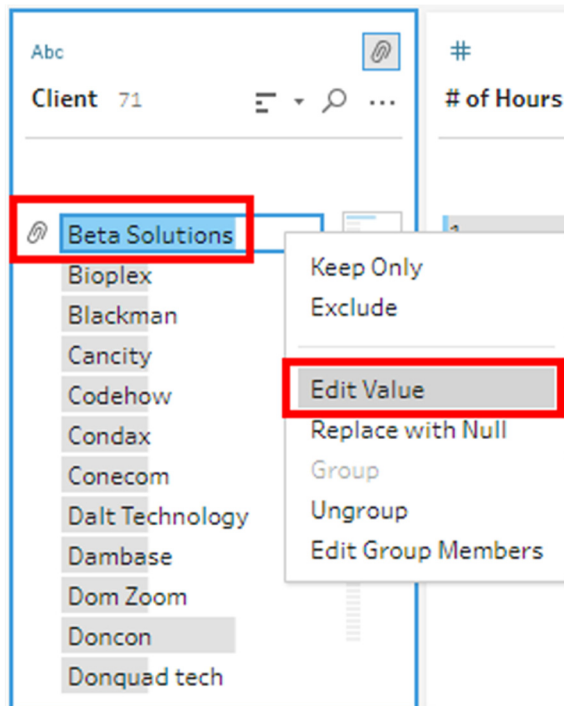 Abc
#
Client 71
# of Hours
Beta Solutions
Bioplex
Blackman
Cancity
Codehow
Condax
Conecom
Dalt Technology
Dambase
Dom Zoom
Doncon
Donquad tech
Keep Only
Exclude
Edit Value
Replace with Null
Group
Ungroup
Edit Group Members